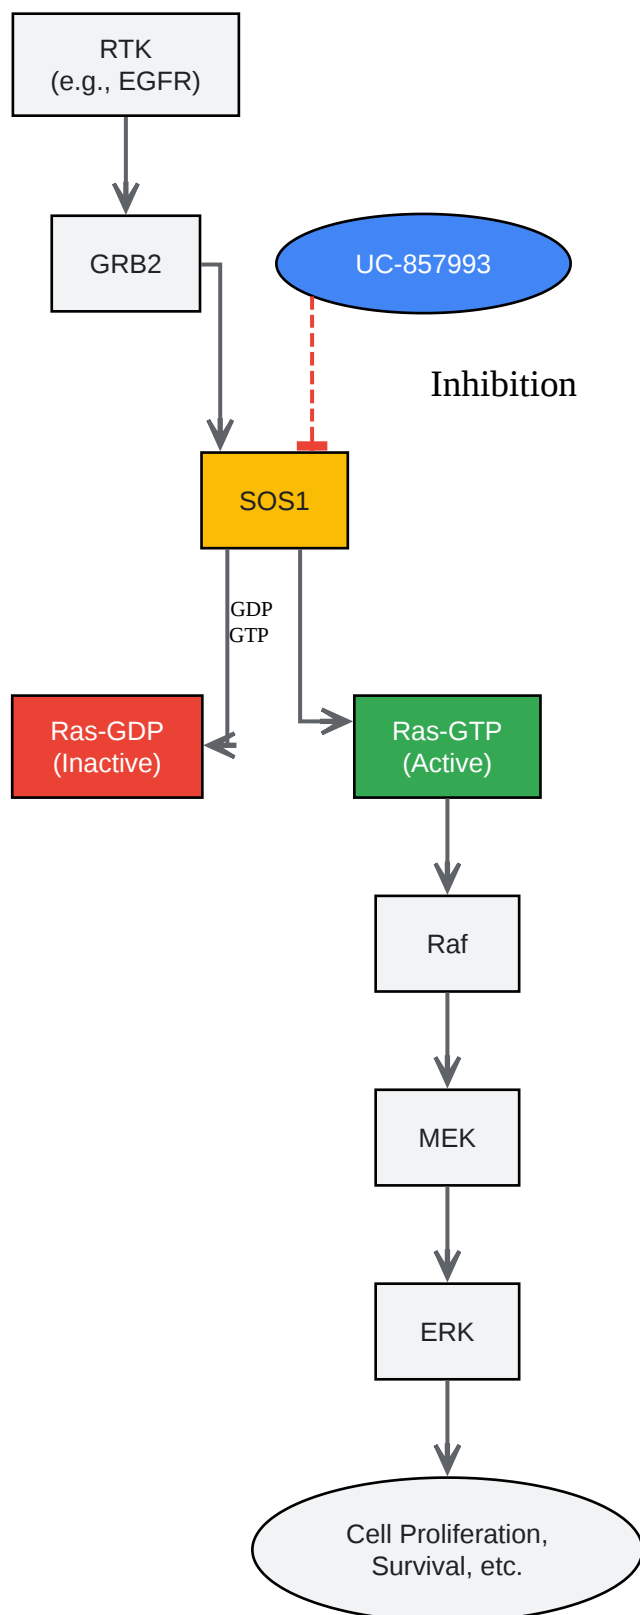 RTK
(e.g., EGFR)
GRB2
UC-857993
Inhibition
SOS1
GDP
GTP
Ras-GDP
(Inactive)
Ras-GTP
(Active)
Raf
MEK
ERK
Cell Proliferation,
Survival, etc.